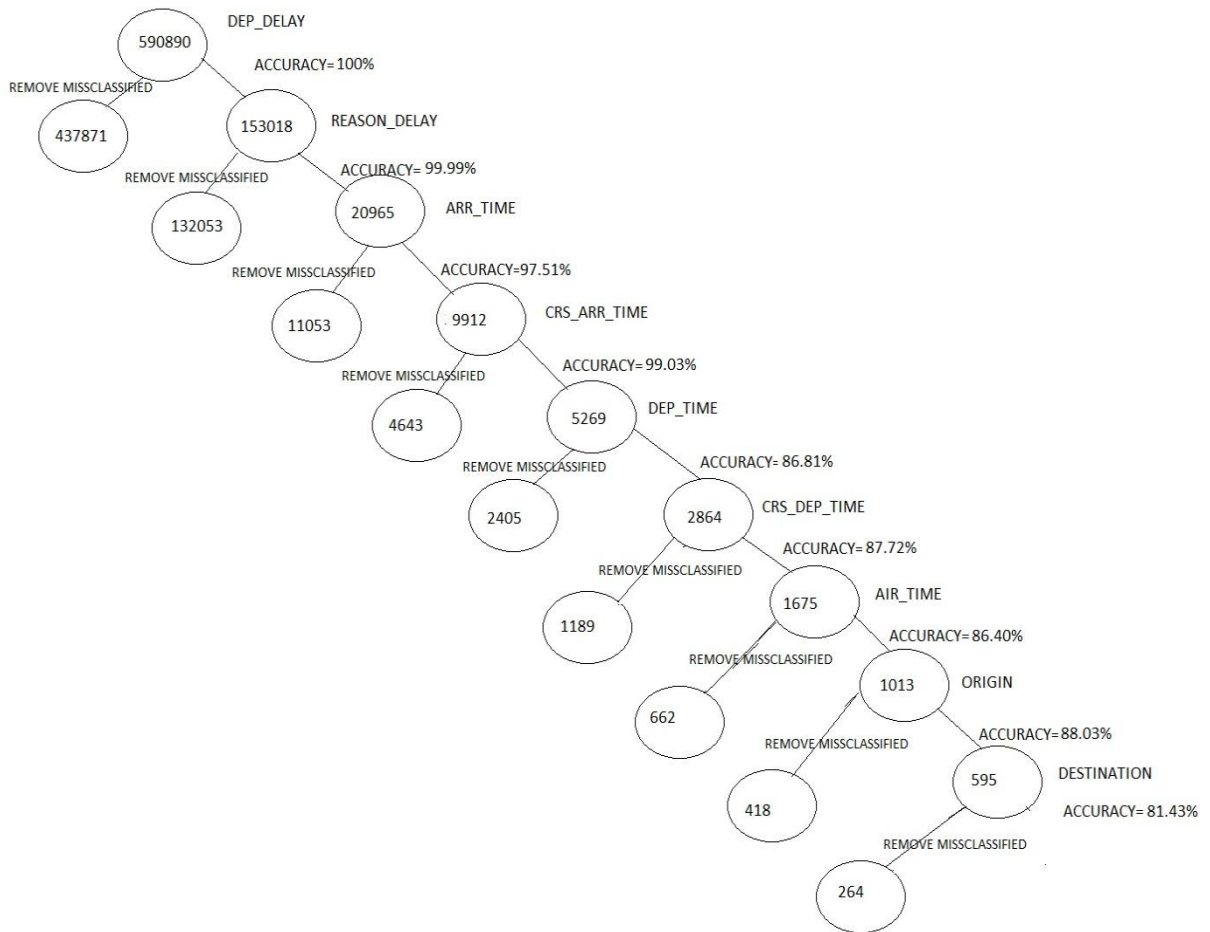 DEP_DELAY
590890
ACCURACY= 100%
REMOVE MISSCLASSIFIED
437871
153018
REASON_DELAY
ACCURACY= 99.99%
REMOVE MISSCLASSIFIED
132053
20965
ARR_TIME
ACCURACY=97.51%
REMOVE MISSCLASSIFIED
11053
9912
CRS_ARR_TIME
ACCURACY= 99.03%
REMOVE MISSCLASSIFIED
4643
5269
DEP_TIME
ACCURACY= 86.81%
REMOVE MISSCLASSIFIED
2405
2864
CRS_DEP_TIME
ACCURACY= 87.72%
REMOVE MISSCLASSIFIED
1189
1675
AIR_TIME
ACCURACY= 86.40%
REMOVE MISSCLASSIFIED
662
1013
ORIGIN
ACCURACY= 88.03%
REMOVE MISSCLASSIFIED
418
595
DESTINATION
ACCURACY= 81.43%
REMOVE MISSCLASSIFIED
264